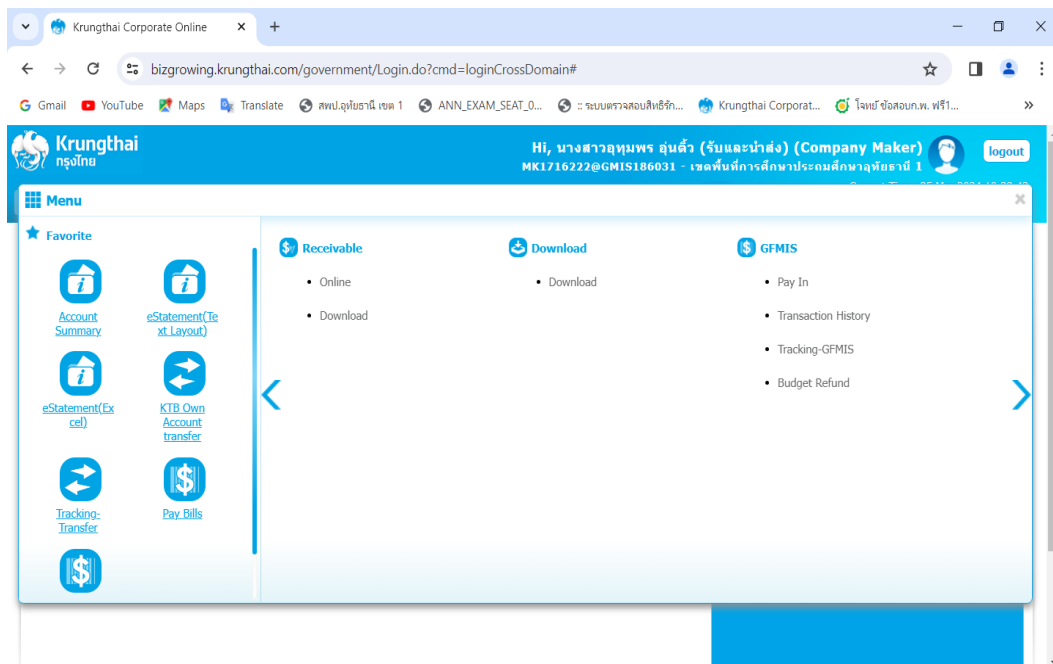 Krungthai Corporate Online
bizgrowing.krungthai.com/government/Login.do?cmd=loginCrossDomain#
Gmail YouTube Maps Translate สพป.อุทัยธานี เขต 1 ANN_EXAM_SEAT_0... :: ระบบตรวจสอบสิทธิรัก... Krungthai Corporat... โจทย์ ข้อสอบก.พ. ฟรี1...
Krungthai
กรุงไทย
Hi, นางสาวอุทุมพร อุ่นติ้ว (รับและนำส่ง) (Company Maker)
MK1716222@GMIS186031 - เขตพื้นที่การศึกษาประถมศึกษาอุทัยธานี 1
logout
Menu
Favorite
Account
Summary
eStatement(Te
xt Layout)
eStatement(Ex
cel)
KTB Own
Account
transfer
Tracking-
Transfer
Pay Bills
Receivable
Online
Download
Download
Download
GFMIS
Pay In
Transaction History
Tracking-GFMIS
Budget Refund